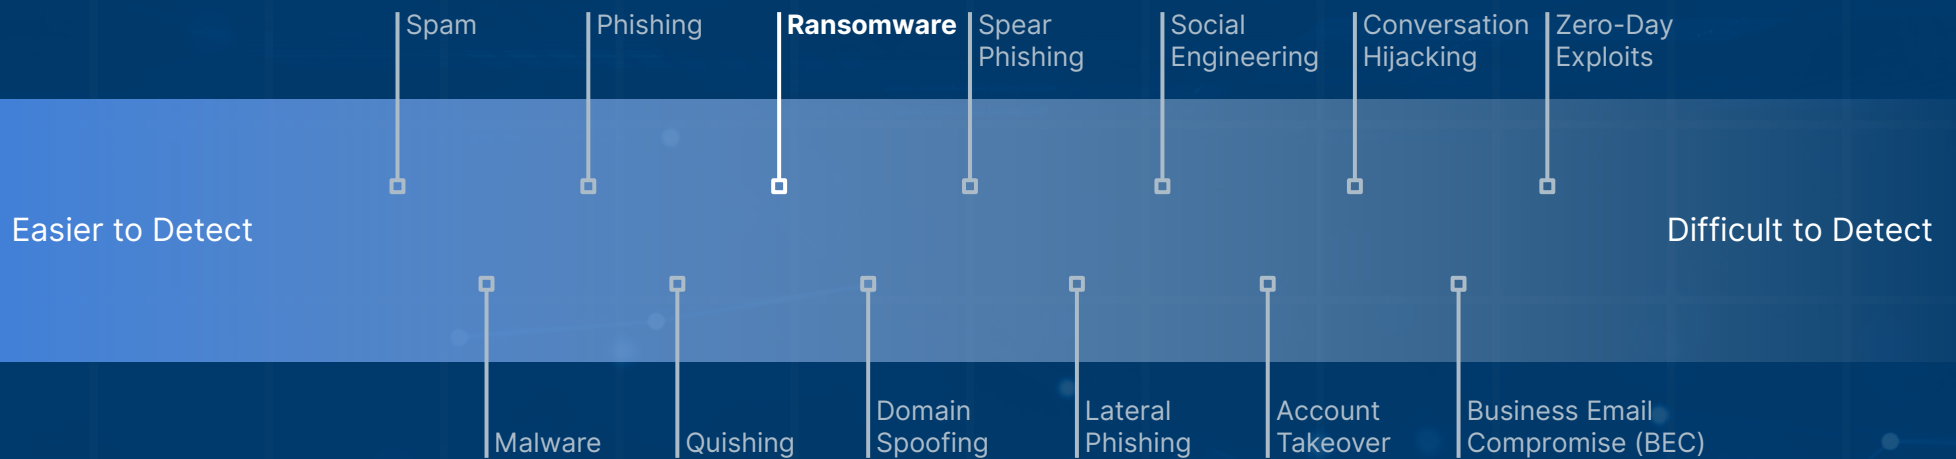 Spam
Phishing
Ransomware
Spear
Phishing
Social
Engineering
Conversation
Hijacking
Zero-Day
Exploits
Easier to Detect
Difficult to Detect
Malware
Quishing
Domain
Spoofing
Lateral
Phishing
Account
Takeover
Business Email
Compromise (BEC)